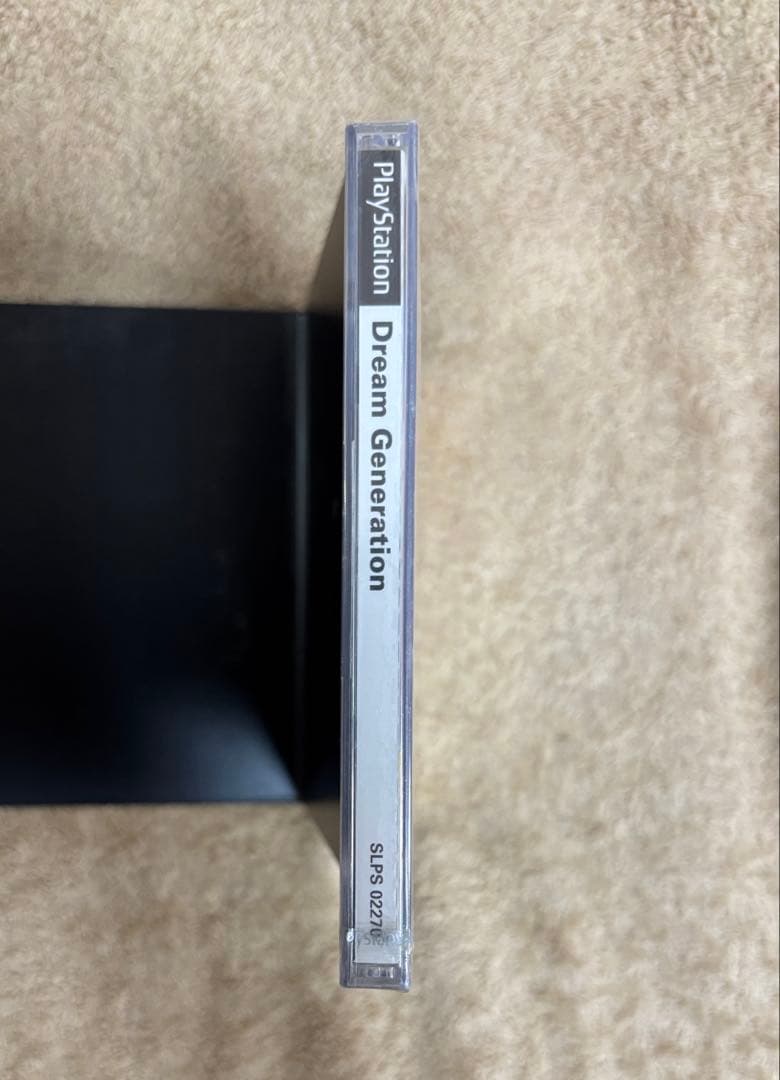 PlayStation
Dream Generation
SLPS 02270